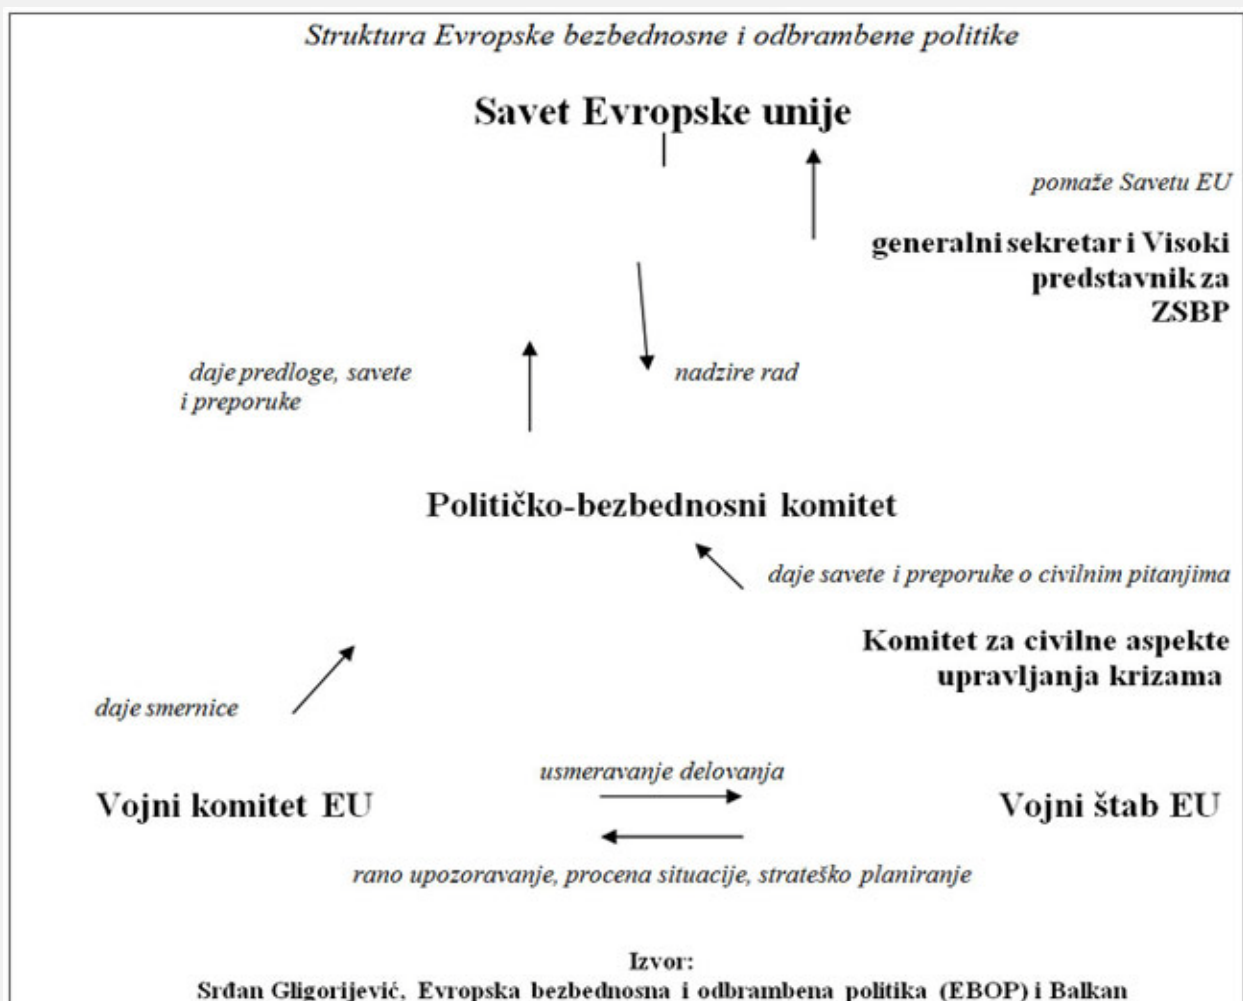 Struktura Evropske bezbednosne i odbrambene politike
Savet Evropske unije
pomaže Savetu EU
generalni sekretar i Visoki
predstavnik za
ZSBP
daje predloge, savete
i preporuke
nadzire rad
Političko-bezbednosni komitet
daje savete i preporuke o civilnim pitanjima
Komitet za civilne aspekte
upravljanja krizama
daje smernice
usmeravanje delovanja
Vojni komitet EU
Vojni štab EU
rano upozoravanje, procena situacije, strateško planiranje
Izvor:
Srđan Gligorijević, Evropska bezbednosna i odbrambena politika (EBOP) i Balkan